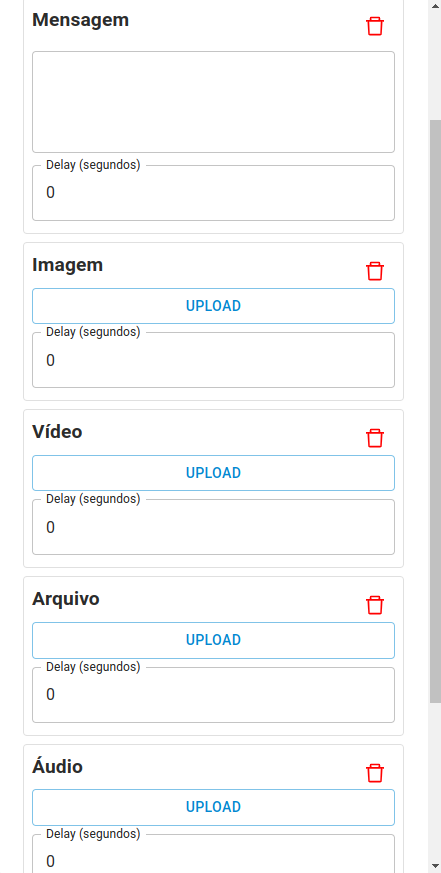 Mensagem
Delay (segundos)
0
Imagem
UPLOAD
Delay (segundos)
0
Vídeo
UPLOAD
Delay (segundos)
0
Arquivo
UPLOAD
Delay (segundos)
0
Áudio
UPLOAD
Delay (segundos)
0